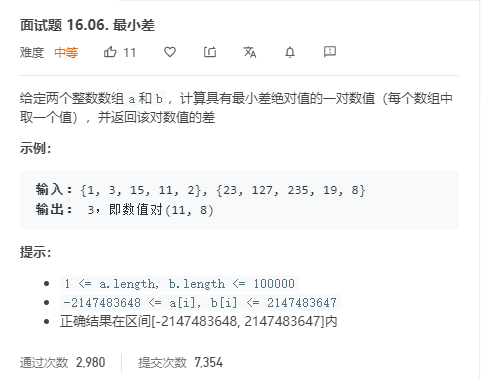 面试题 16.06. 最小差
难度 中等 11
给定两个整数数组 a 和 b ，计算具有最小差绝对值的一对数值（每个数组中
取一个值），并返回该对数值的差
示例：
输入：{1, 3, 15, 11, 2}, {23, 127, 235, 19, 8}
输出： 3，即数值对(11, 8)
提示：
• 1 <= a.length, b.length <= 100000
• -2147483648 <= a[i], b[i] <= 2147483647
• 正确结果在区间[-2147483648, 2147483647]内
通过次数 2,980 提交次数 7,354